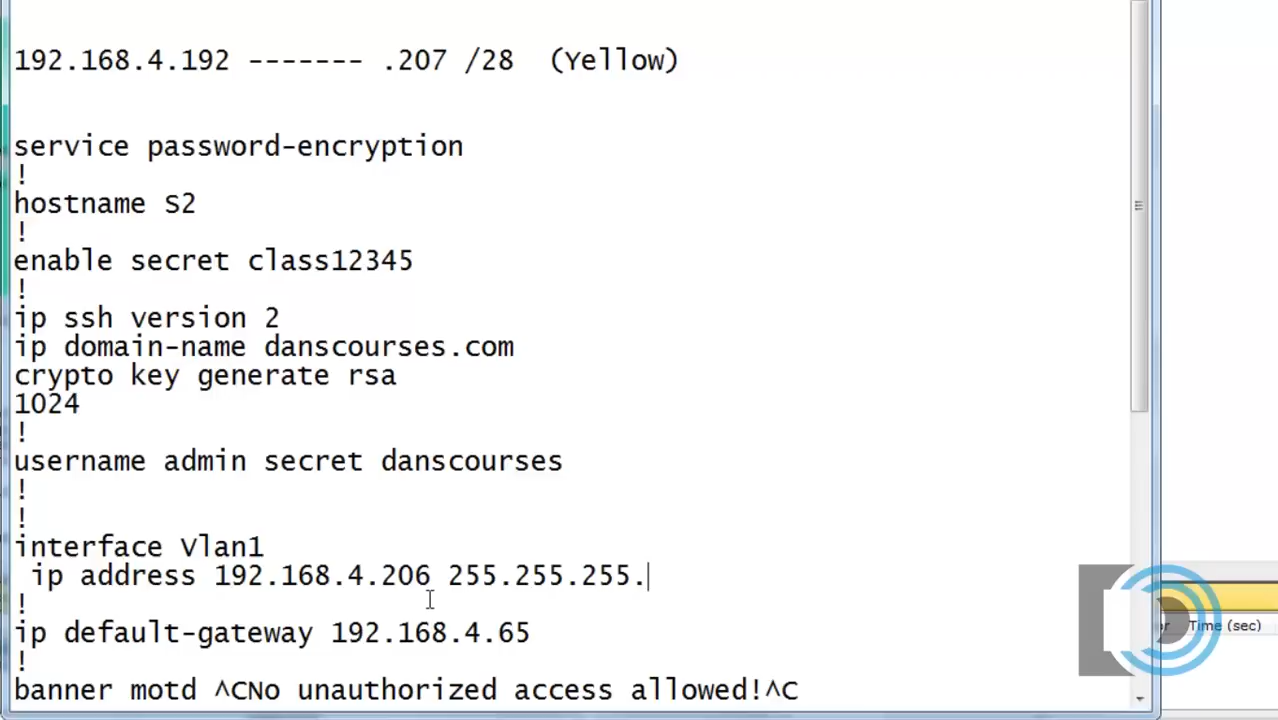 192.168.4.192 ------- .207 /28  (Yellow)
service password-encryption
!
hostname S2
!
enable secret class12345
!
ip ssh version 2
ip domain-name danscourses.com
crypto key generate rsa
1024
!
username admin secret danscourses
!
!
interface Vlan1
 ip address 192.168.4.206 255.255.255.
!
ip default-gateway 192.168.4.65
!
banner motd ^CNo unauthorized access allowed!^C
Time (sec)